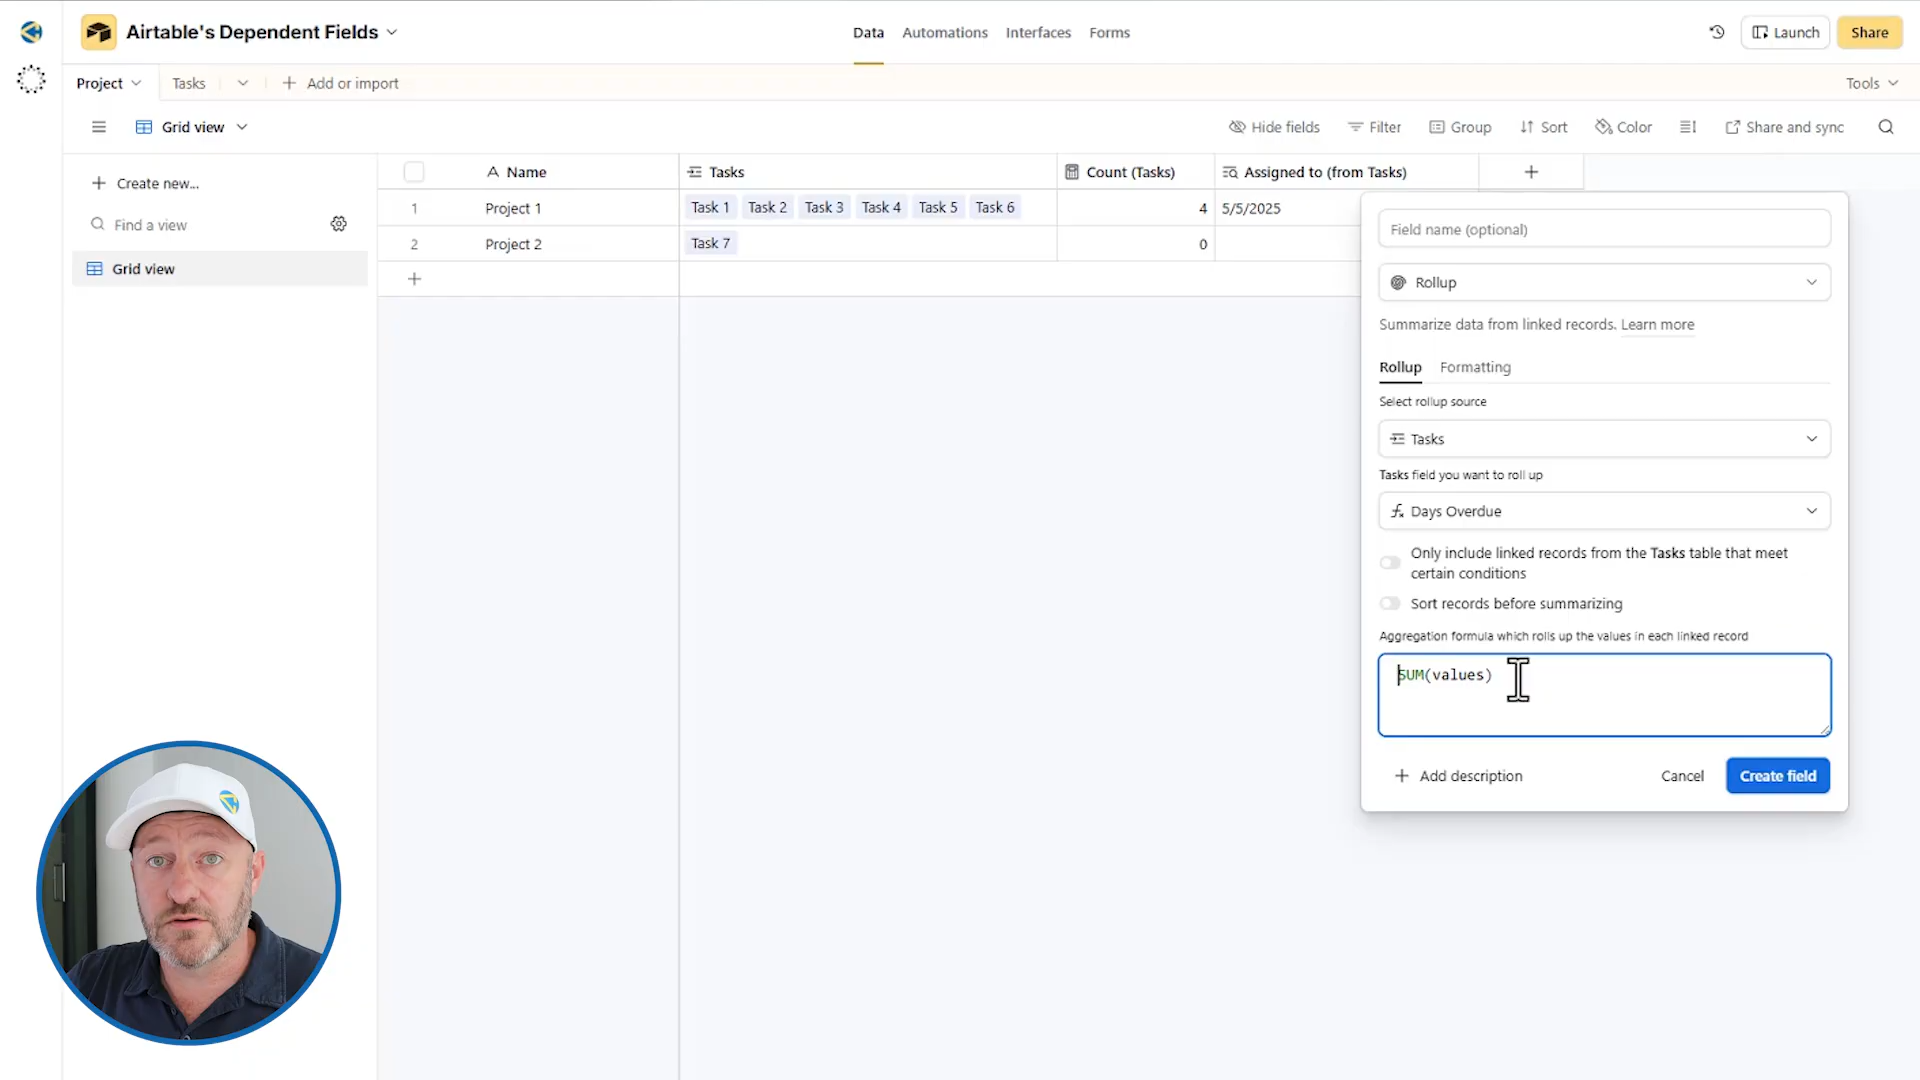 Airtable's Dependent Fields
Data Automations Interfaces Forms
Launch Share
Project Tasks Add or import Tools
Grid view Hide fields Filter Group Sort Color Share and sync
Create new...
Find a view
Grid view
Name Tasks Count (Tasks) Assigned to (from Tasks)
1 Project 1 Task 1 Task 2 Task 3 Task 4 Task 5 Task 6 4 5/5/2025
2 Project 2 Task 7 0
Field name (optional)
Rollup
Summarize data from linked records. Learn more
Rollup Formatting
Select rollup source
Tasks
Tasks field you want to roll up
Days Overdue
Only include linked records from the Tasks table that meet
certain conditions
Sort records before summarizing
Aggregation formula which rolls up the values in each linked record
SUM(values)
Add description Cancel Create field